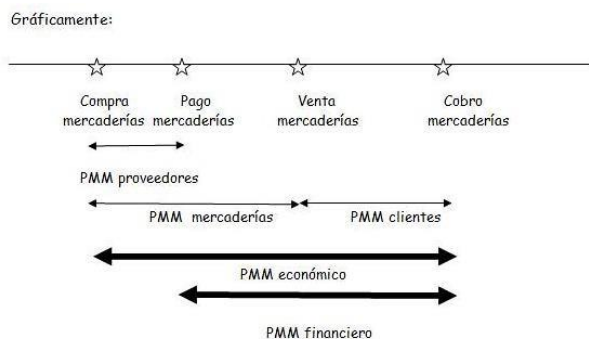 Gráficamente:
Compra Pago Venta Cobro
mercaderías mercaderías mercaderías mercaderías
PMM proveedores
PMM mercaderías PMM clientes
PMM económico
PMM financiero